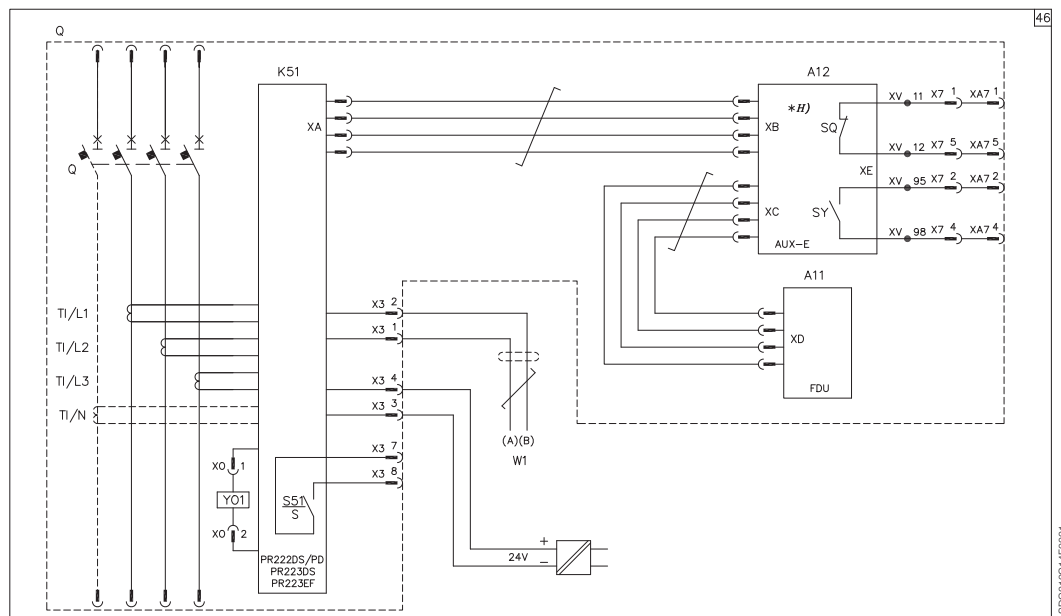 46
Q
K51
A12
XA
*H)
XB
SQ
XE
XC
SY
AUX-E
XV 11 X7 1 XA7 1
XV 12 X7 5 XA7 5
XV 95 X7 2 XA7 2
XV 98 X7 4 XA7 4
Q
A11
XD
FDU
TI/L1
TI/L2
TI/L3
TI/N
X3 2
X3 1
X3 4
X3 3
X3 7
X3 8
(A)(B)
W1
XO 1
YO1
XO 2
S51
S
PR222DS/PD
PR223DS
PR223EF
24V
+
−